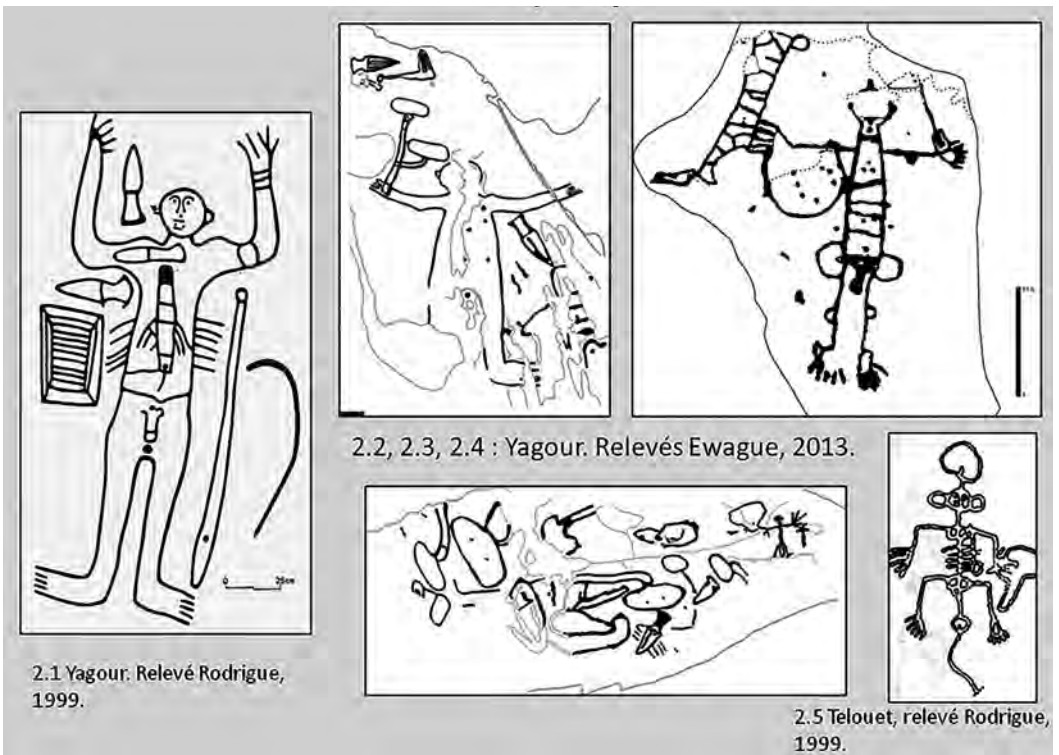 2.2, 2.3, 2.4 : Yagour. Relevés Ewague, 2013.
2.1 Yagour. Relevé Rodrigue,
1999.
2.5 Telouet, relevé Rodrigue,
1999.